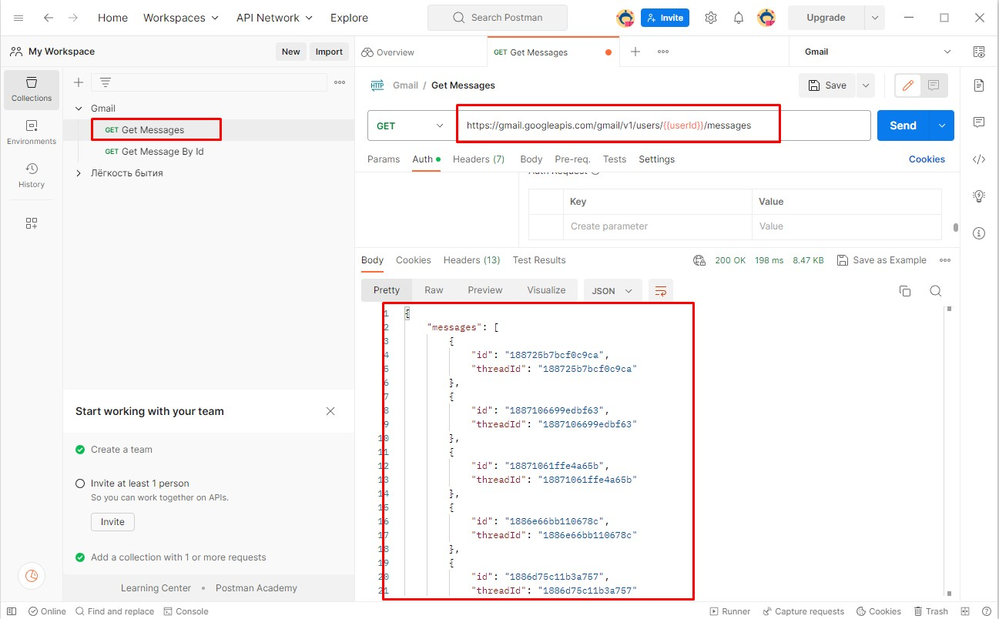 Home Workspaces API Network Explore Search Postman Invite Upgrade
My Workspace New Import
Overview GET Get Messages Gmail
Collections
Environments
History
Gmail
GET Get Messages
GET Get Message By Id
Лёгкость бытия
HTTP Gmail / Get Messages Save
GET https://gmail.googleapis.com/gmail/v1/users/{{userId}}/messages Send
Params Auth Headers (7) Body Pre-req. Tests Settings Cookies
Auth Request
Key Value
Create parameter Value
Body Cookies Headers (13) Test Results 200 OK 198 ms 8.47 KB Save as Example
Pretty Raw Preview Visualize JSON
1 {
2 "messages": [
3 {
4 "id": "188725b7bcf0c9ca",
5 "threadId": "188725b7bcf0c9ca"
6 },
7 {
8 "id": "1887106699edbf63",
9 "threadId": "1887106699edbf63"
10 },
11 {
12 "id": "18871061ffe4a65b",
13 "threadId": "18871061ffe4a65b"
14 },
15 {
16 "id": "1886e66bb110678c",
17 "threadId": "1886e66bb110678c"
18 },
19 {
20 "id": "1886d75c11b3a757",
21 "threadId": "1886d75c11b3a757"
Start working with your team
Create a team
Invite at least 1 person
So you can work together on APIs.
Invite
Add a collection with 1 or more requests
Learning Center • Postman Academy
Online Find and replace Console Runner Capture requests Cookies Trash